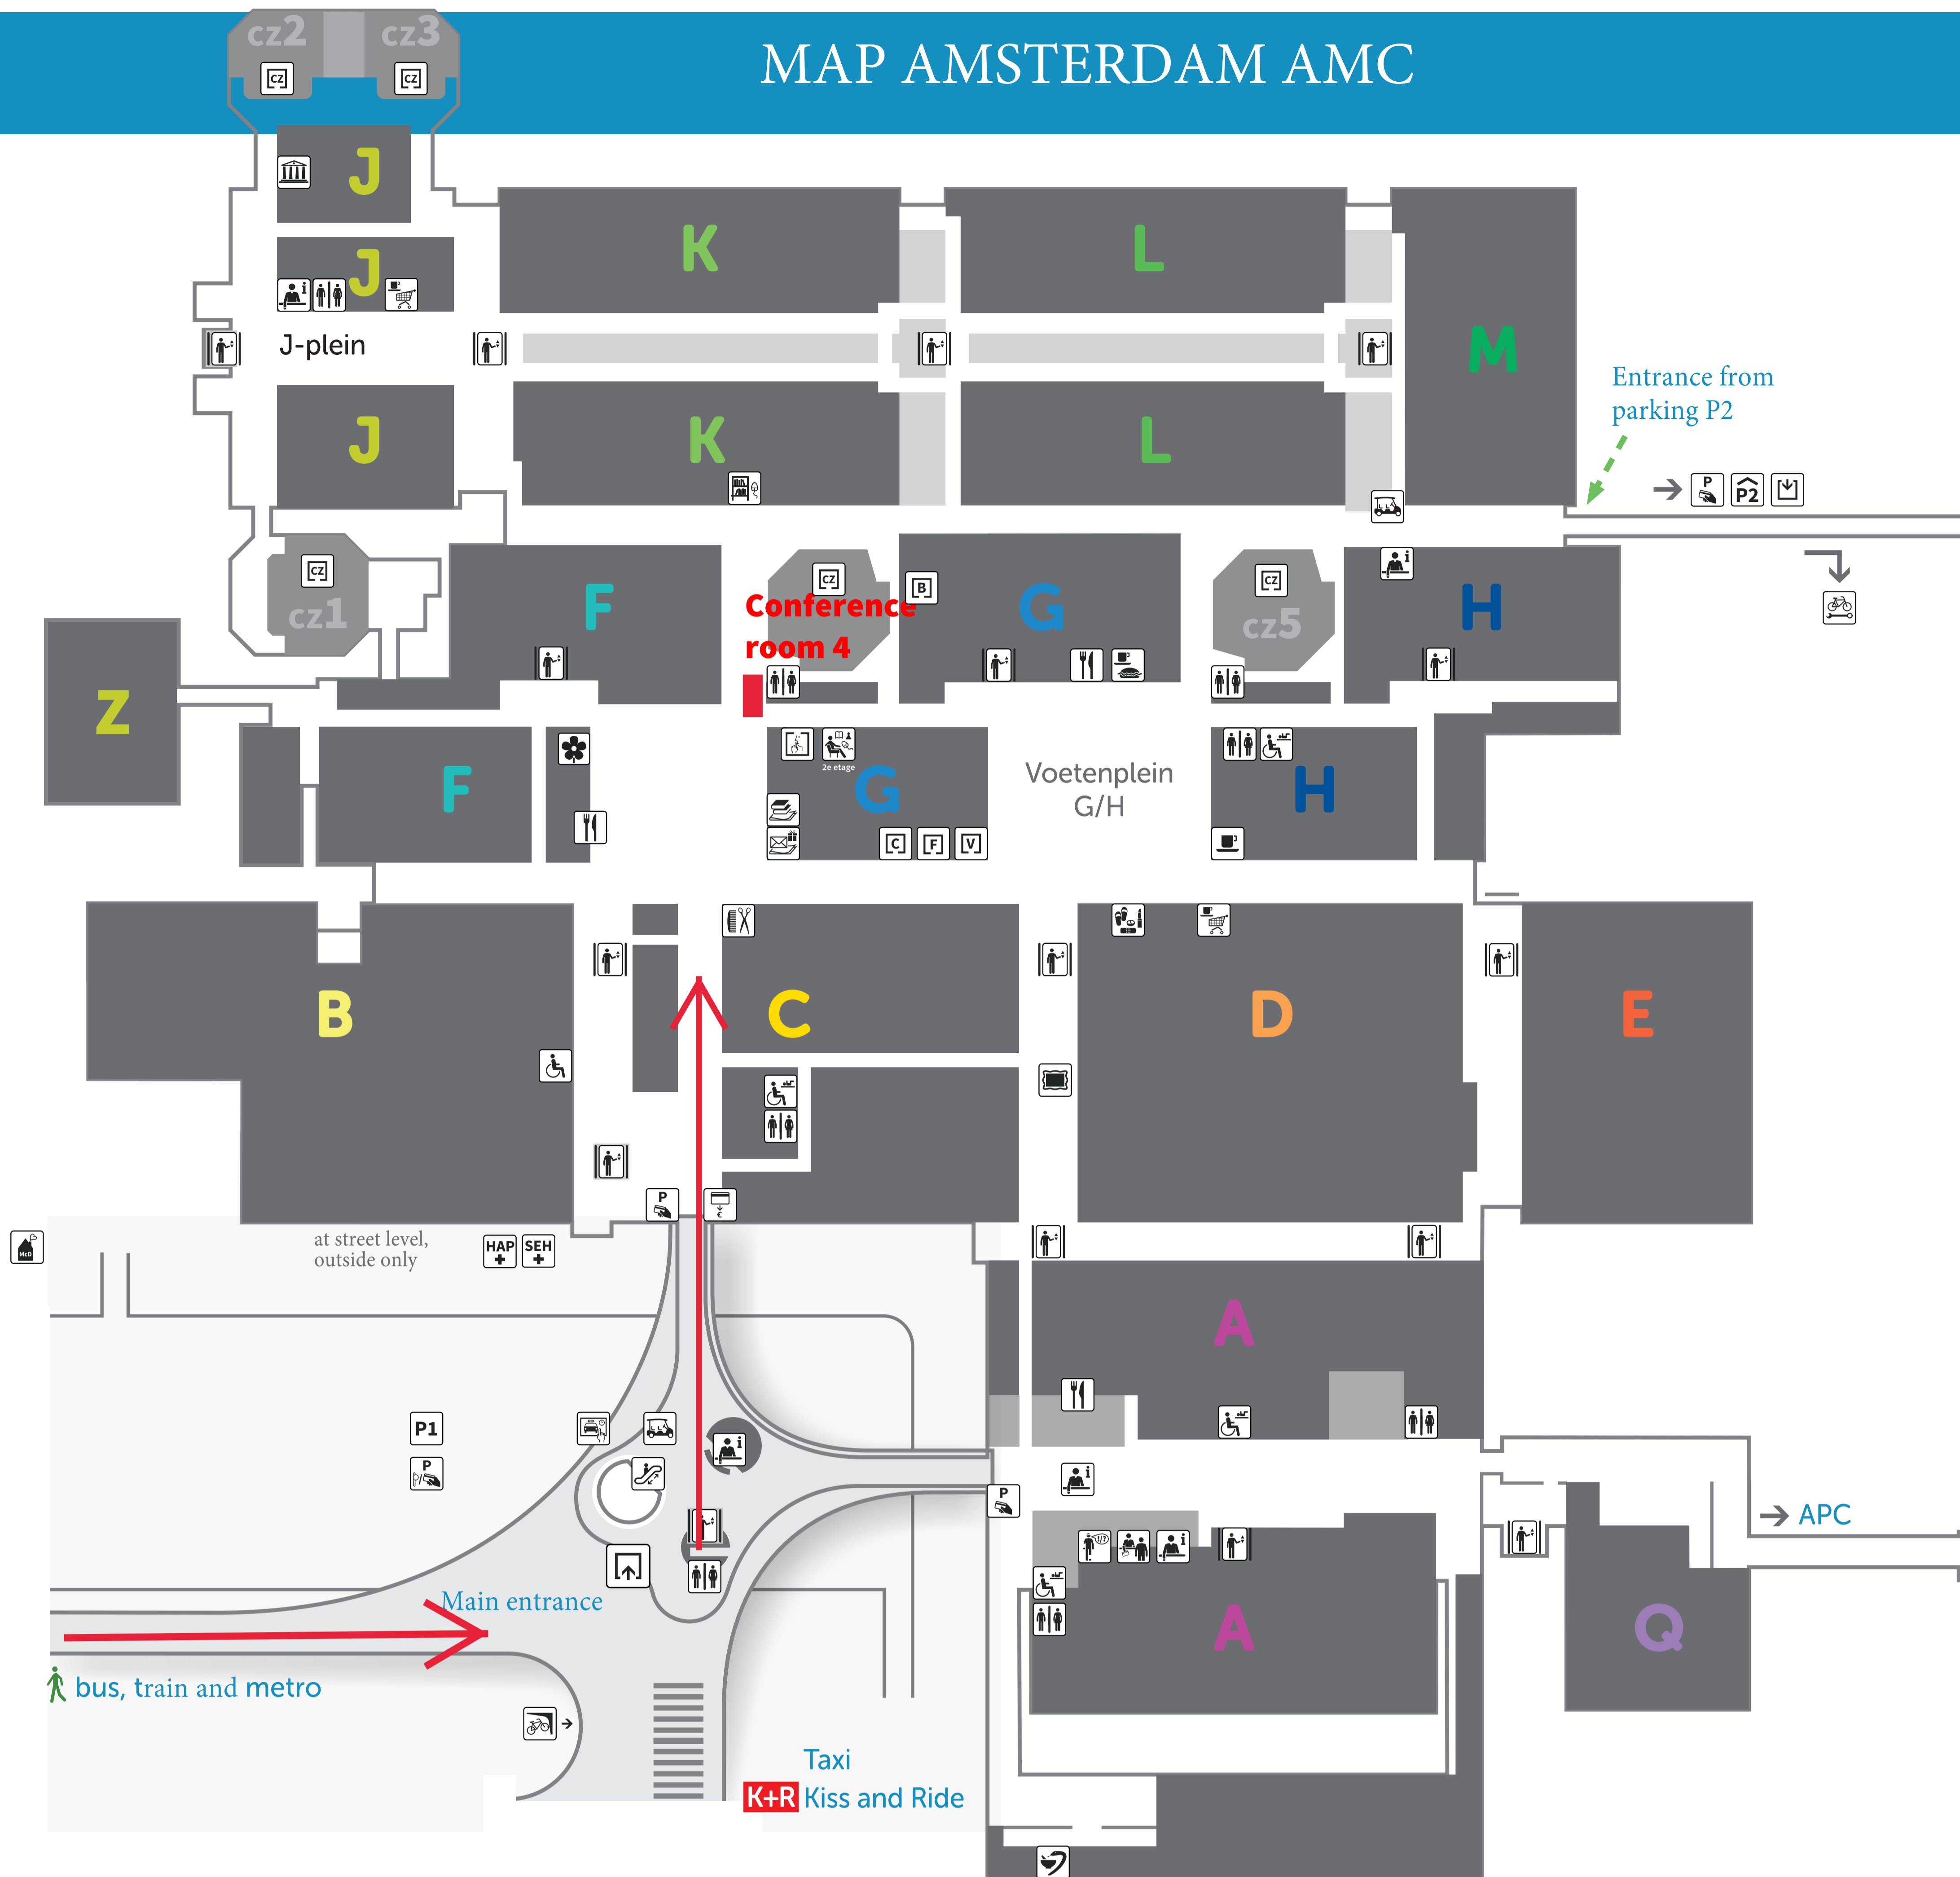 MAP AMSTERDAM AMC
cz2
cz3
CZ
CZ
J
J
i
J-plein
J
K
L
K
L
M
Entrance from
parking P2
P
P2
CZ
cz1
F
CZ
Conference
room 4
B
G
CZ
cz5
i
H
Z
F
2e etage
G
C
F
V
Voetenplein
G/H
H
B
C
D
E
P
€
McD
at street level,
outside only
HAP
SEH
A
P1
P
i
i
P
i
A
APC
Q
Main entrance
bus, train and metro
Taxi
K+R Kiss and Ride